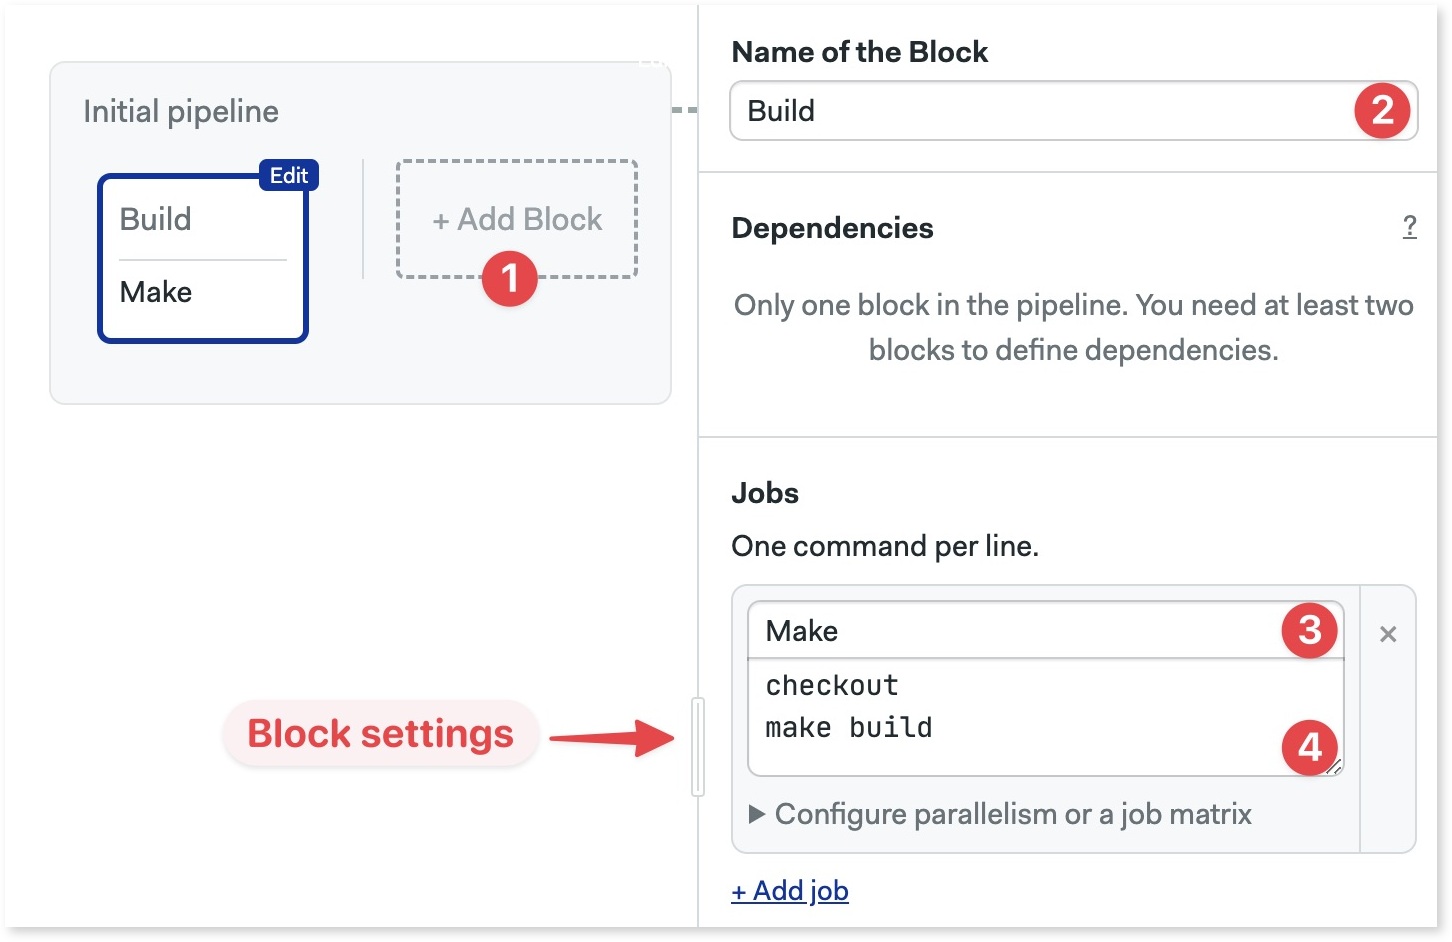 Initial pipeline
Edit
Build
Make
+ Add Block
1
Block settings
Name of the Block
Build
2
Dependencies
?
Only one block in the pipeline. You need at least two
blocks to define dependencies.
Jobs
One command per line.
Make
3
×
checkout
make build
4
▶ Configure parallelism or a job matrix
+ Add job